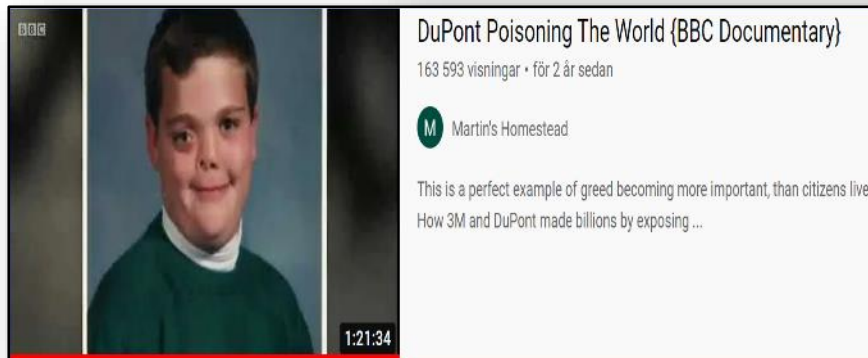 BBC
DuPont Poisoning The World {BBC Documentary}
163 593 visningar • för 2 år sedan
M Martin's Homestead
This is a perfect example of greed becoming more important, than citizens live
How 3M and DuPont made billions by exposing ...
1:21:34